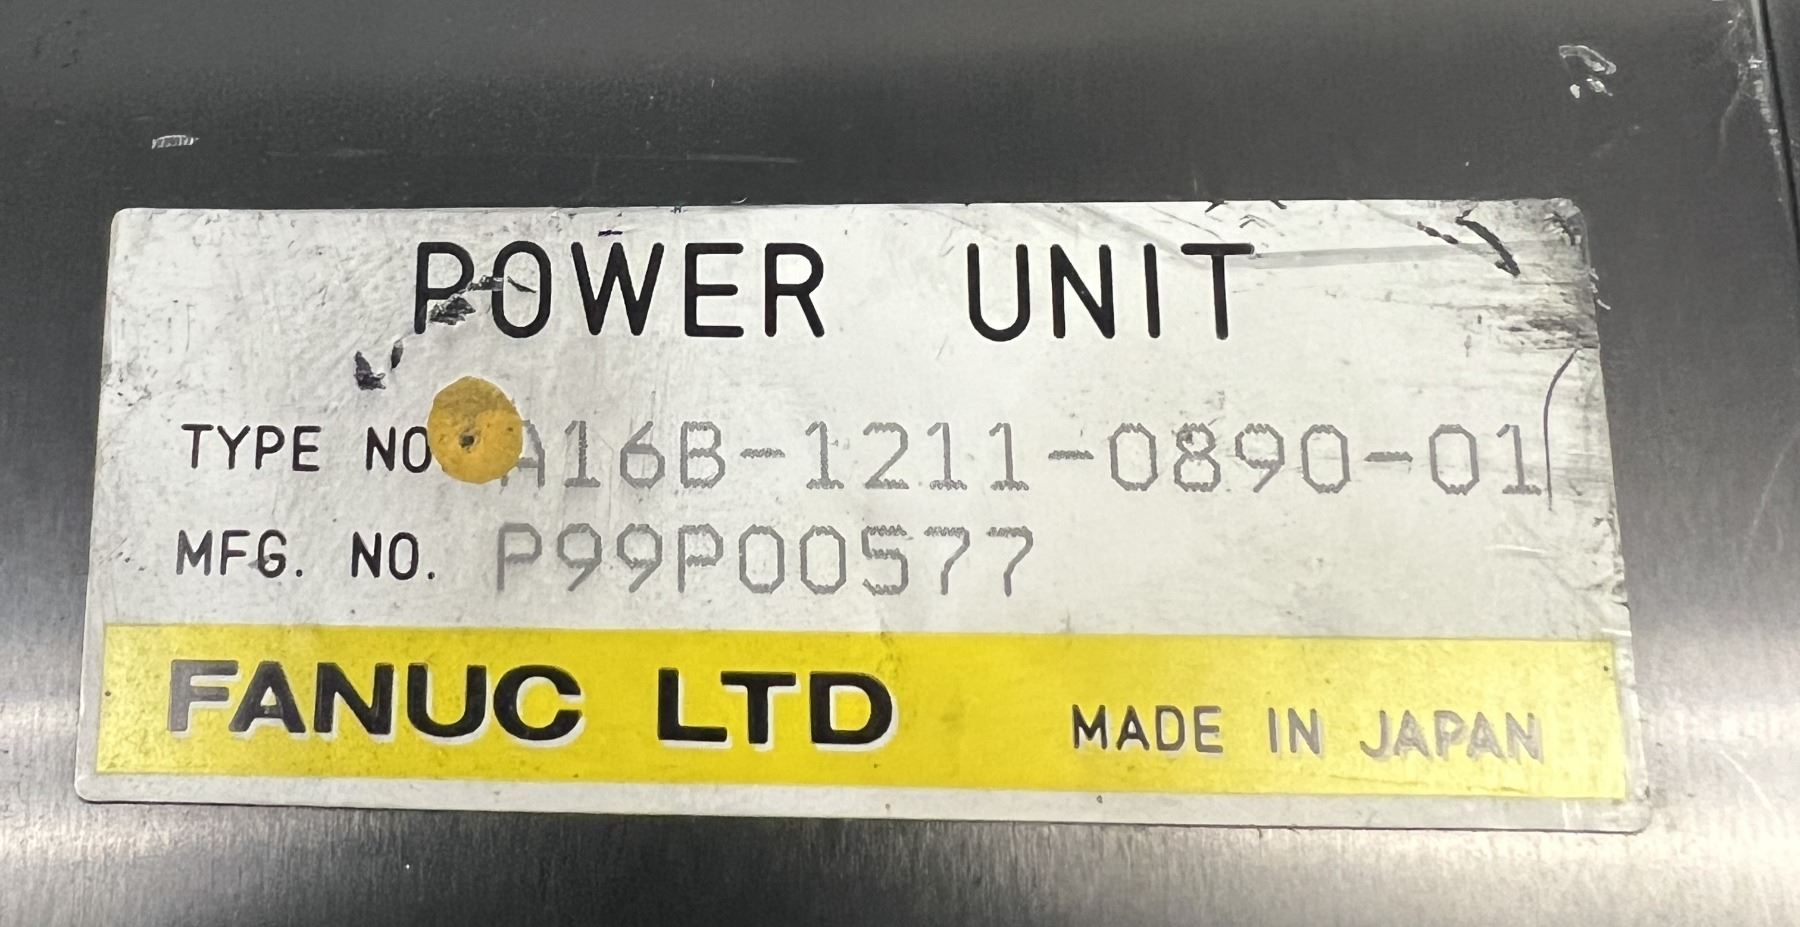 POWER UNIT
TYPE NO. A16B-1211-0890-01
MFG. NO. P99P00577
FANUC LTD MADE IN JAPAN